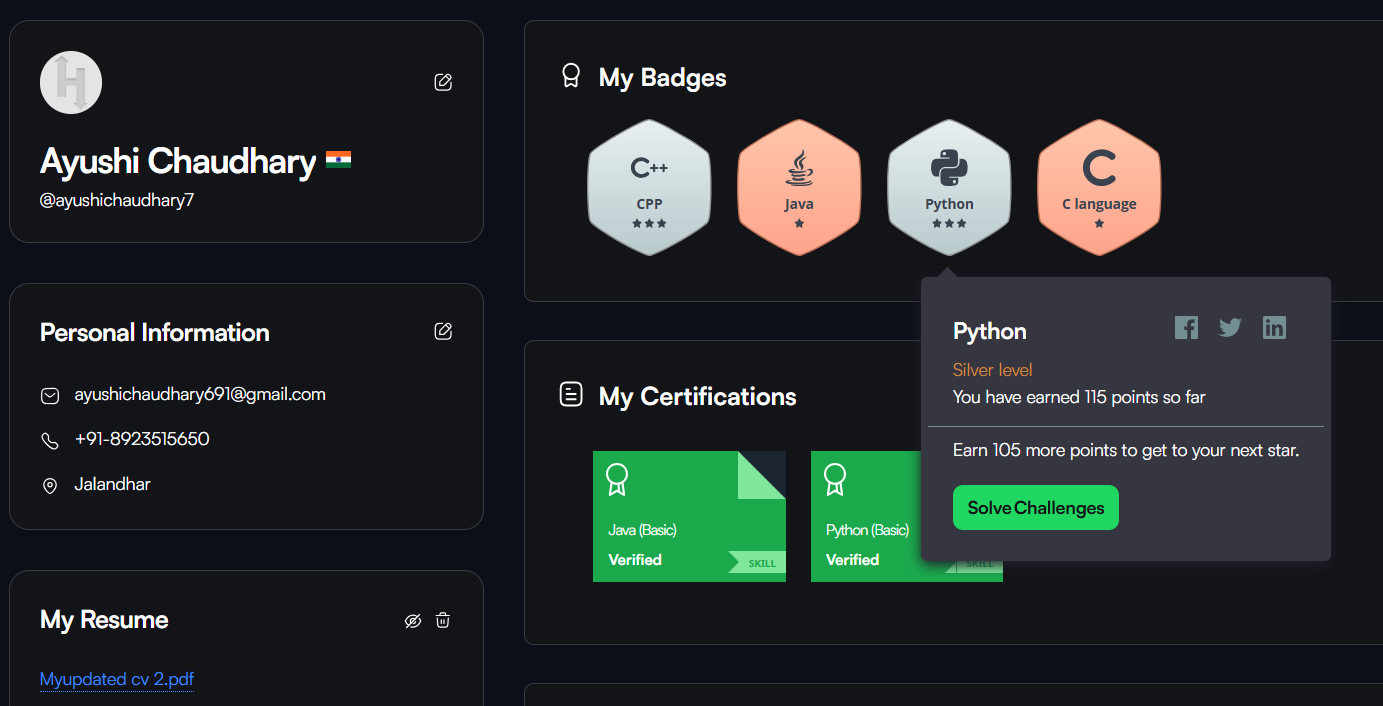 Ayushi Chaudhary
@ayushichaudhary7
Personal Information
ayushichaudhary691@gmail.com
+91-8923515650
Jalandhar
My Resume
Myupdated cv 2.pdf
My Badges
C++
CPP
Java
Python
C
C language
Python
Silver level
You have earned 115 points so far
Earn 105 more points to get to your next star.
Solve Challenges
My Certifications
Java (Basic)
Verified
SKILL
Python (Basic)
Verified
SKILL